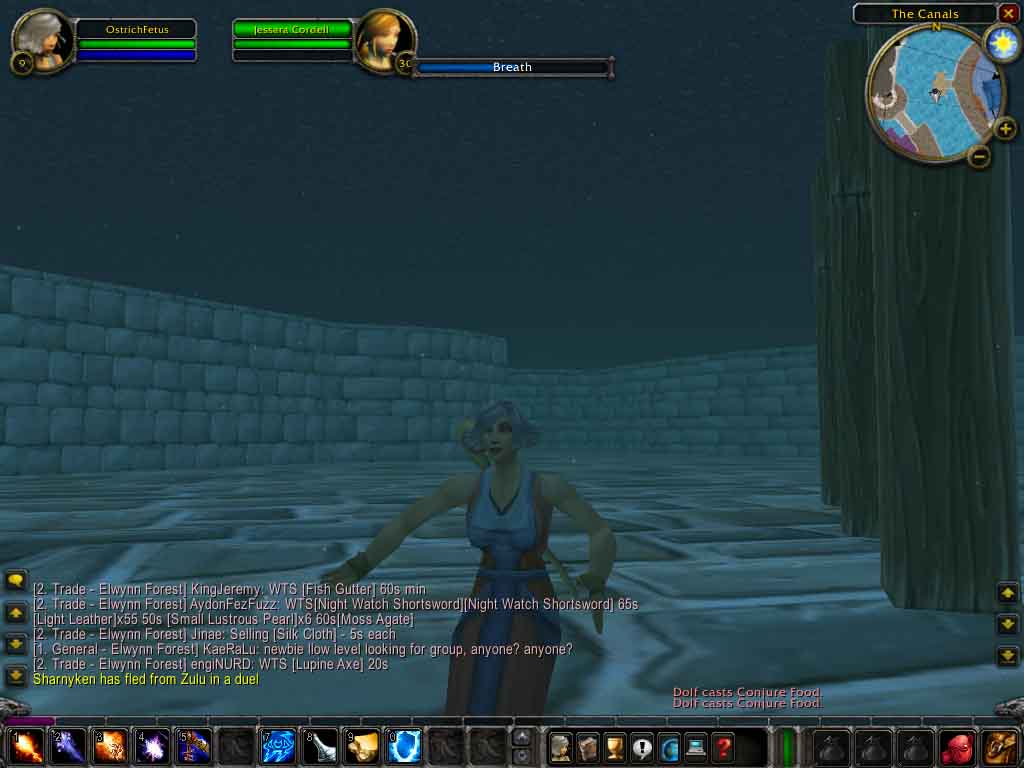 OstrichFetus
9
Jessera Cordell
30
Breath
The Canals
N
[2. Trade - Elwynn Forest] KingJeremy: WTS [Fish Gutter] 60s min
[2. Trade - Elwynn Forest] AydonFezFuzz: WTS[Night Watch Shortsword][Night Watch Shortsword] 65s
[Light Leather]x55 50s [Small Lustrous Pearl]x6 60s[Moss Agate]
[2. Trade - Elwynn Forest] Jinae: Selling [Silk Cloth] - 5s each
[1. General - Elwynn Forest] KaeRaLu: newbie llow level looking for group, anyone? anyone?
[2. Trade - Elwynn Forest] engiNURD: WTS [Lupine Axe] 20s
Sharnyken has fled from Zulu in a duel
Dolf casts Conjure Food.
Dolf casts Conjure Food.
1 2 3 4 5 7 8 9 0